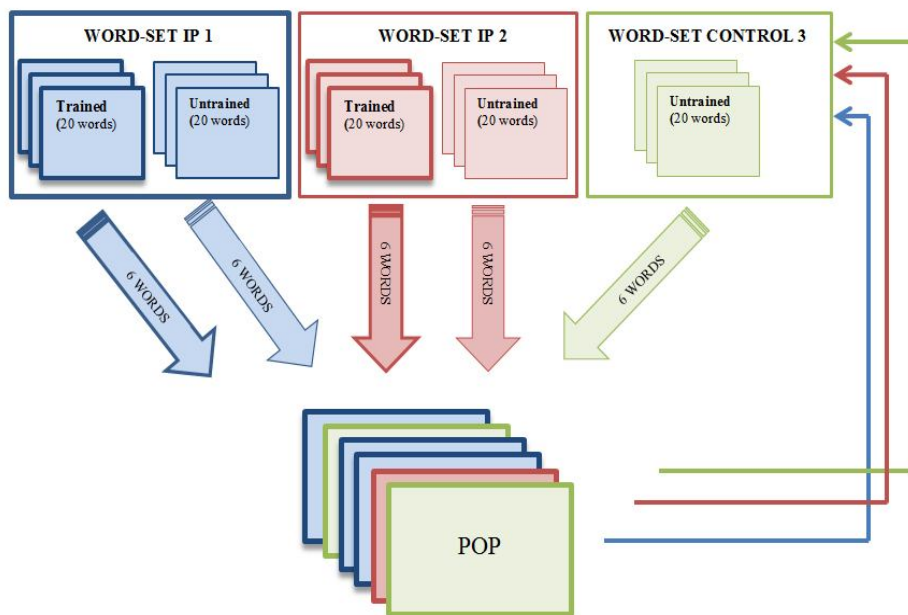 WORD-SET IP 1
Trained
(20 words)
Untrained
(20 words)
WORD-SET IP 2
Trained
(20 words)
Untrained
(20 words)
WORD-SET CONTROL 3
Untrained
(20 words)
6 WORDS
6 WORDS
6 WORDS
6 WORDS
6 WORDS
POP